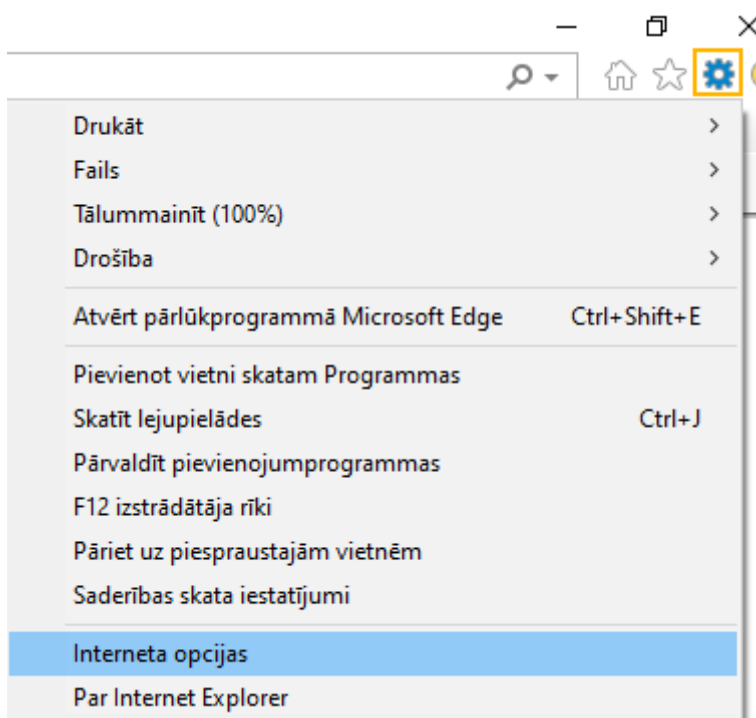 Drukāt
Fails
Tālummainīt (100%)
Drošība
Atvērt pārlūkprogrammā Microsoft Edge Ctrl+Shift+E
Pievienot vietni skatam Programmas
Skatīt lejupielādes Ctrl+J
Pārvaldīt pievienojumprogrammas
F12 izstrādātāja rīki
Pāriet uz piespraustajām vietnēm
Saderības skata iestatījumi
Interneta opcijas
Par Internet Explorer